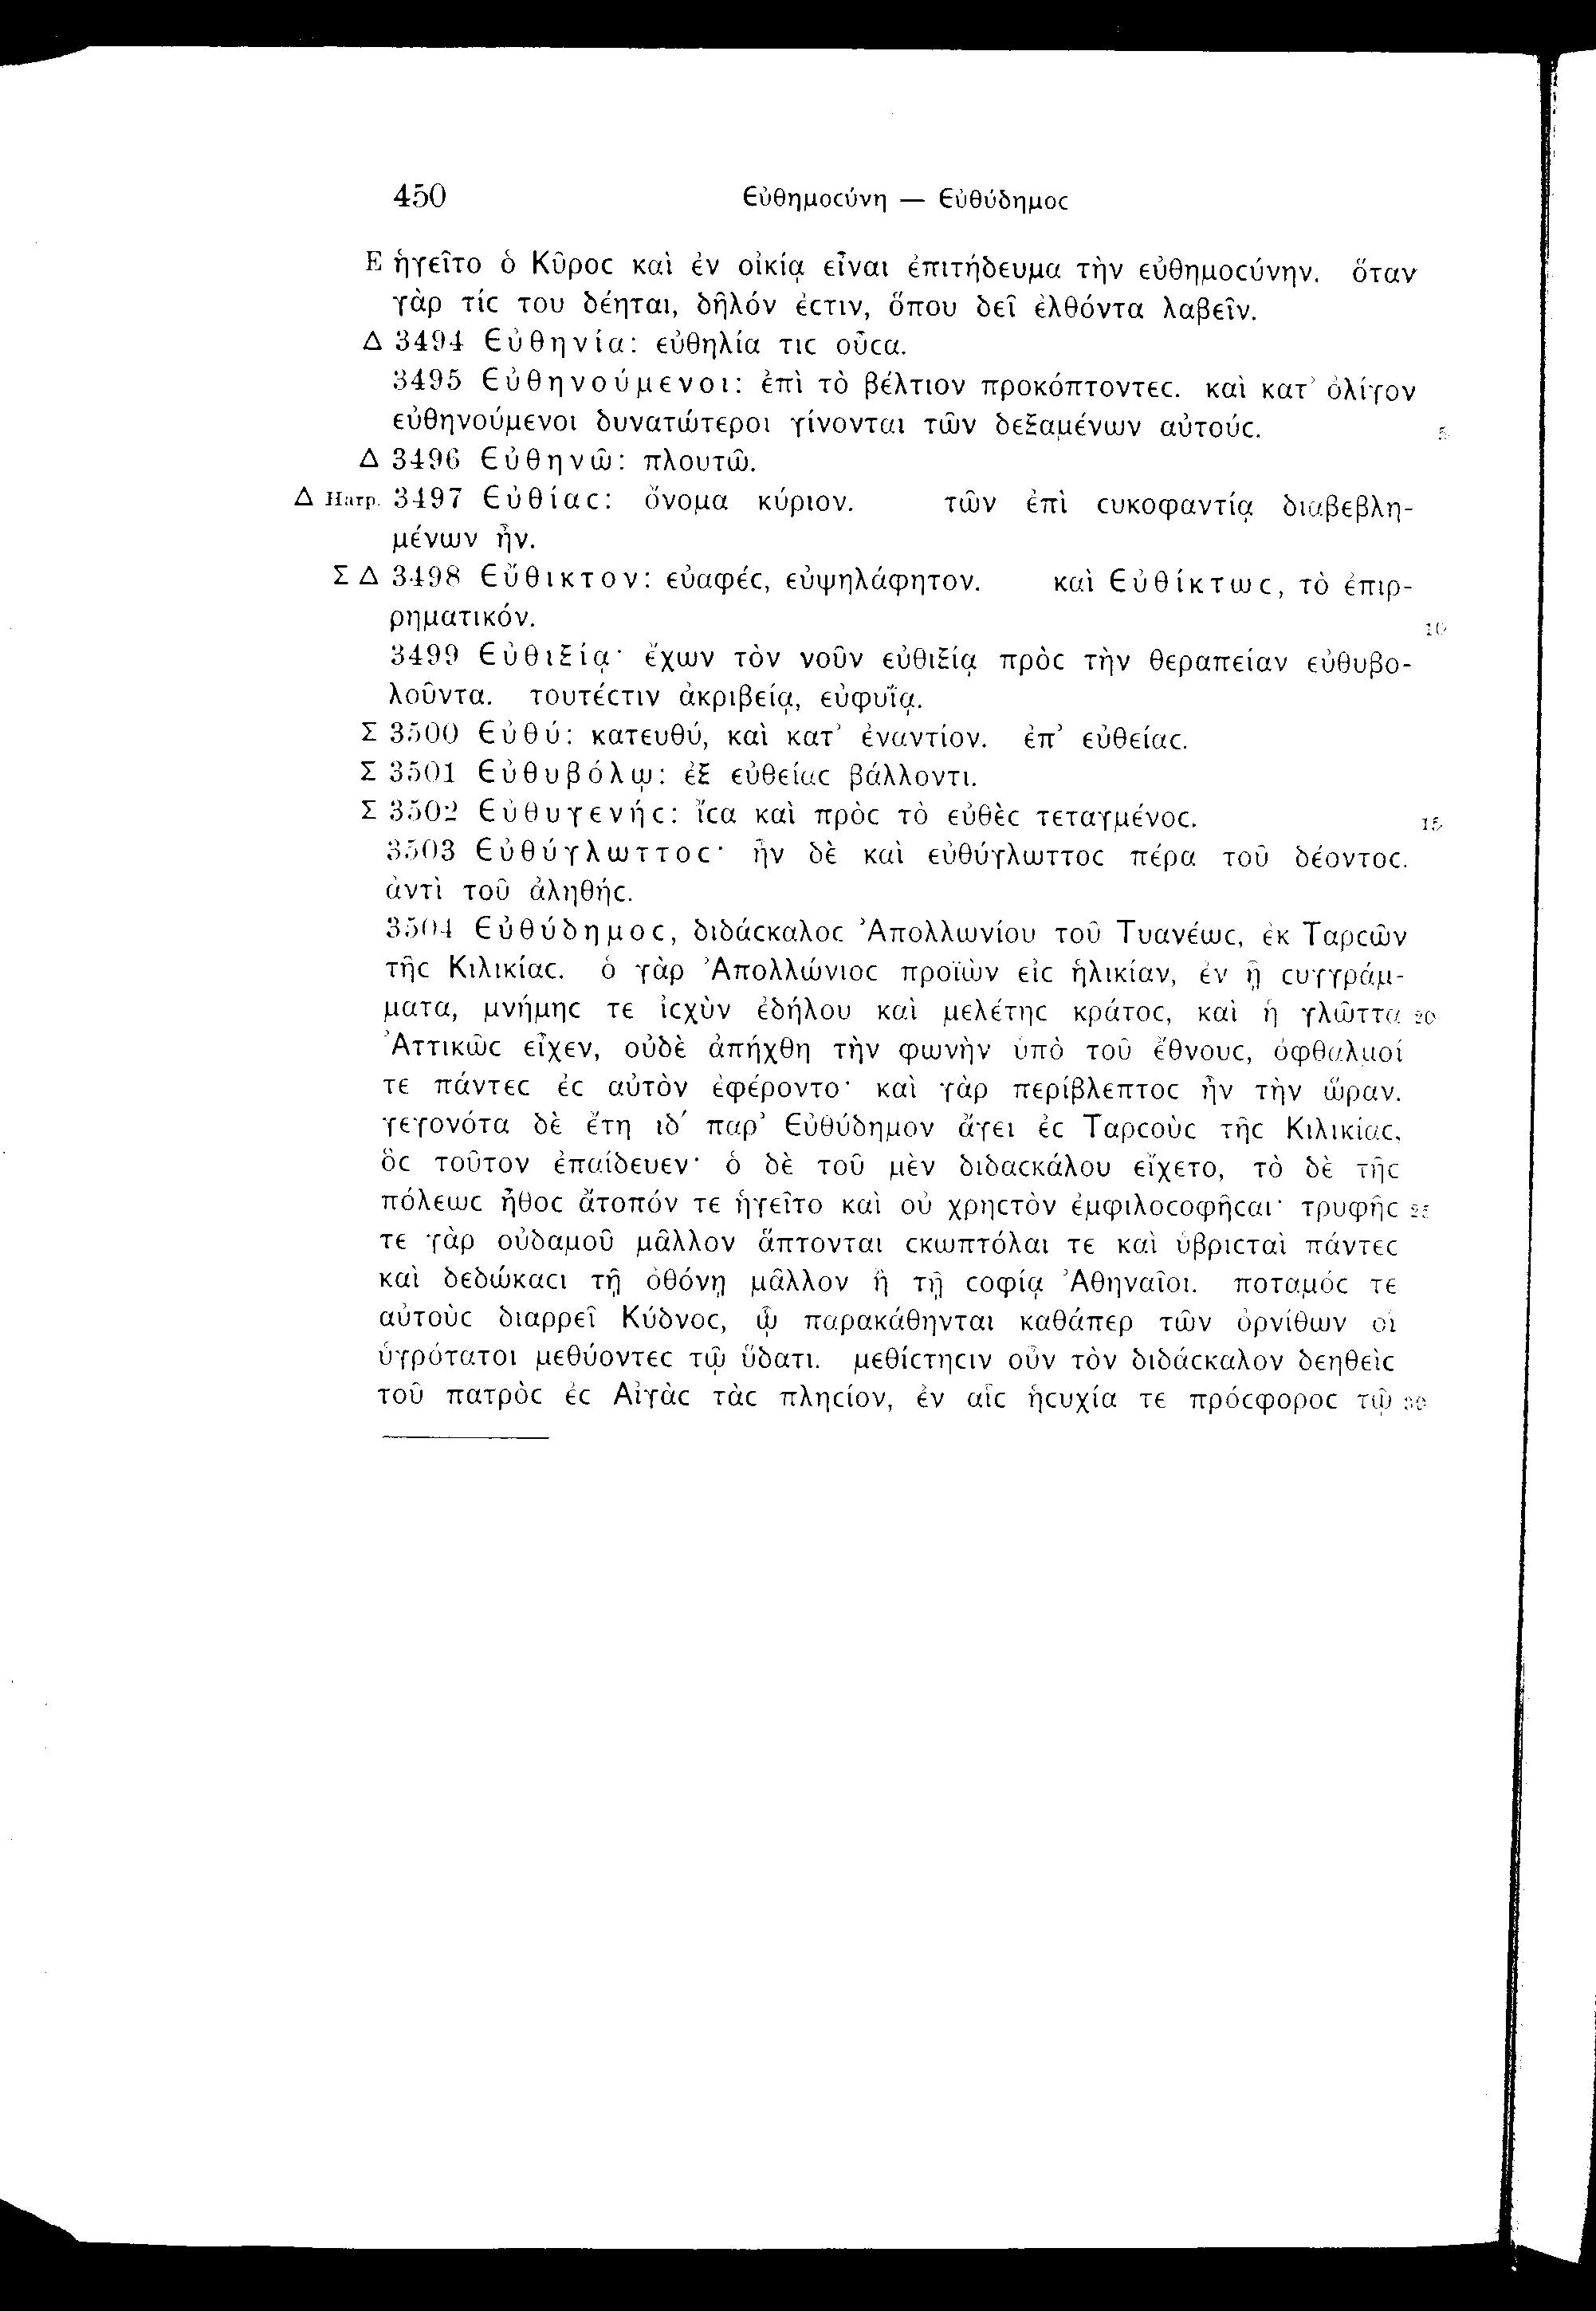 450 Εὐθημοϲύνη — Εὐθύδημοϲ
E ἡγεῖτο ὁ Κῦροϲ καὶ ἐν οἰκίᾳ εἶναι ἐπιτήδευμα τὴν εὐθημοϲύνην. ὅταν
γὰρ τίϲ του δέηται, δῆλόν ἐϲτιν, ὅπου δεῖ ἐλθόντα λαβεῖν.
Δ 3494 Εὐθηνία: εὐθηλία τιϲ οὖϲα.
3495 Εὐθηνούμενοι: ἐπὶ τὸ βέλτιον προκόπτοντεϲ. καὶ κατ’ ὀλίγον
εὐθηνούμενοι δυνατώτεροι γίνονται τῶν δεξαμένων αὐτούϲ. 5
Δ 3496 Εὐθηνῶ: πλουτῶ.
Δ Harp. 3497 Εὐθίαϲ: ὄνομα κύριον. τῶν ἐπὶ ϲυκοφαντίᾳ διαβεβλη-
μένων ἦν.
Σ Δ 3498 Εὔθικτον: εὐαφέϲ, εὐψηλάφητον. καὶ Εὐθίκτωϲ, τὸ ἐπιρ-
ρηματικόν. 10
3499 Εὐθιξίᾳ· ἔχων τὸν νοῦν εὐθιξίᾳ πρὸϲ τὴν θεραπείαν εὐθυβο-
λοῦντα. τουτέϲτιν ἀκριβείᾳ, εὐφυΐᾳ.
Σ 3500 Εὐθύ: κατευθύ, καὶ κατ’ ἐναντίον. ἐπ’ εὐθείαϲ.
Σ 3501 Εὐθυβόλῳ: ἐξ εὐθείαϲ βάλλοντι.
Σ 3502 Εὐθυγενήϲ: ἴϲα καὶ πρὸϲ τὸ εὐθὲϲ τεταγμένοϲ. 15
3503 Εὐθύγλωττοϲ· ἦν δὲ καὶ εὐθύγλωττοϲ πέρα τοῦ δέοντοϲ.
ἀντὶ τοῦ ἀληθήϲ.
3504 Εὐθύδημοϲ, διδάϲκαλοϲ Ἀπολλωνίου τοῦ Τυανέωϲ, ἐκ Ταρϲῶν
τῆϲ Κιλικίαϲ. ὁ γὰρ Ἀπολλώνιοϲ προϊὼν εἰϲ ἡλικίαν, ἐν ᾗ ϲυγγράμ-
ματα, μνήμηϲ τε ἰϲχὺν ἐδήλου καὶ μελέτηϲ κράτοϲ, καὶ ἡ γλῶττα 20
Ἀττικῶϲ εἶχεν, οὐδὲ ἀπήχθη τὴν φωνὴν ὑπὸ τοῦ ἔθνουϲ, ὀφθαλμοί
τε πάντεϲ ἐϲ αὐτὸν ἐφέροντο· καὶ γὰρ περίβλεπτοϲ ἦν τὴν ὥραν.
γεγονότα δὲ ἔτη ιδ′ παρ’ Εὐθύδημον ἄγει ἐϲ Ταρϲοὺϲ τῆϲ Κιλικίαϲ,
ὃϲ τοῦτον ἐπαίδευεν· ὁ δὲ τοῦ μὲν διδαϲκάλου εἴχετο, τὸ δὲ τῆϲ
πόλεωϲ ἦθοϲ ἄτοπόν τε ἡγεῖτο καὶ οὐ χρηϲτὸν ἐμφιλοϲοφῆϲαι· τρυφῆϲ 25
τε γὰρ οὐδαμοῦ μᾶλλον ἅπτονται ϲκωπτόλαι τε καὶ ὑβριϲταὶ πάντεϲ
καὶ δεδώκαϲι τῇ ὀθόνῃ μᾶλλον ἢ τῇ ϲοφίᾳ Ἀθηναῖοι. ποταμόϲ τε
αὐτοὺϲ διαρρεῖ Κύδνοϲ, ᾧ παρακάθηνται καθάπερ τῶν ὀρνίθων οἱ
ὑγρότατοι μεθύοντεϲ τῷ ὕδατι. μεθίϲτηϲιν οὖν τὸν διδάϲκαλον δεηθεὶϲ
τοῦ πατρὸϲ ἐϲ Αἰγὰϲ τὰϲ πληϲίον, ἐν αἷϲ ἡϲυχία τε πρόϲφοροϲ τῷ 30